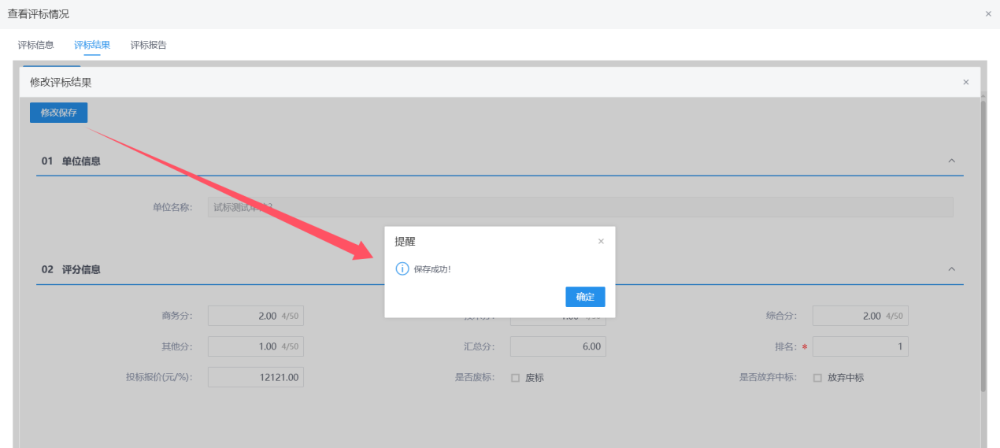 查看评标情况
评标信息 评标结果 评标报告
修改评标结果
修改保存
01 单位信息
单位名称: 试标测试单
02 评分信息
提醒
保存成功!
确定
商务分: 2.00 4/50
综合分: 2.00 4/50
其他分: 1.00 4/50 汇总分: 6.00 排名: * 1
投标报价(元/%): 12121.00 是否废标: 废标 是否放弃中标: 放弃中标